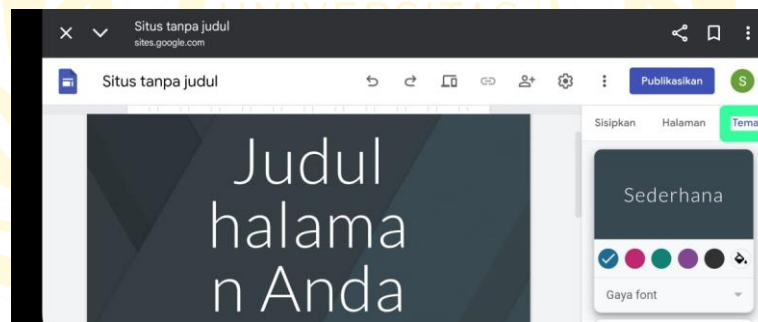 UNIVERSITAS
Situs tanpa judul
sites.google.com
Situs tanpa judul
Publikasikan
S
Sisipkan Halaman Tema
Judul
halama
n Anda
Sederhana
Gaya font